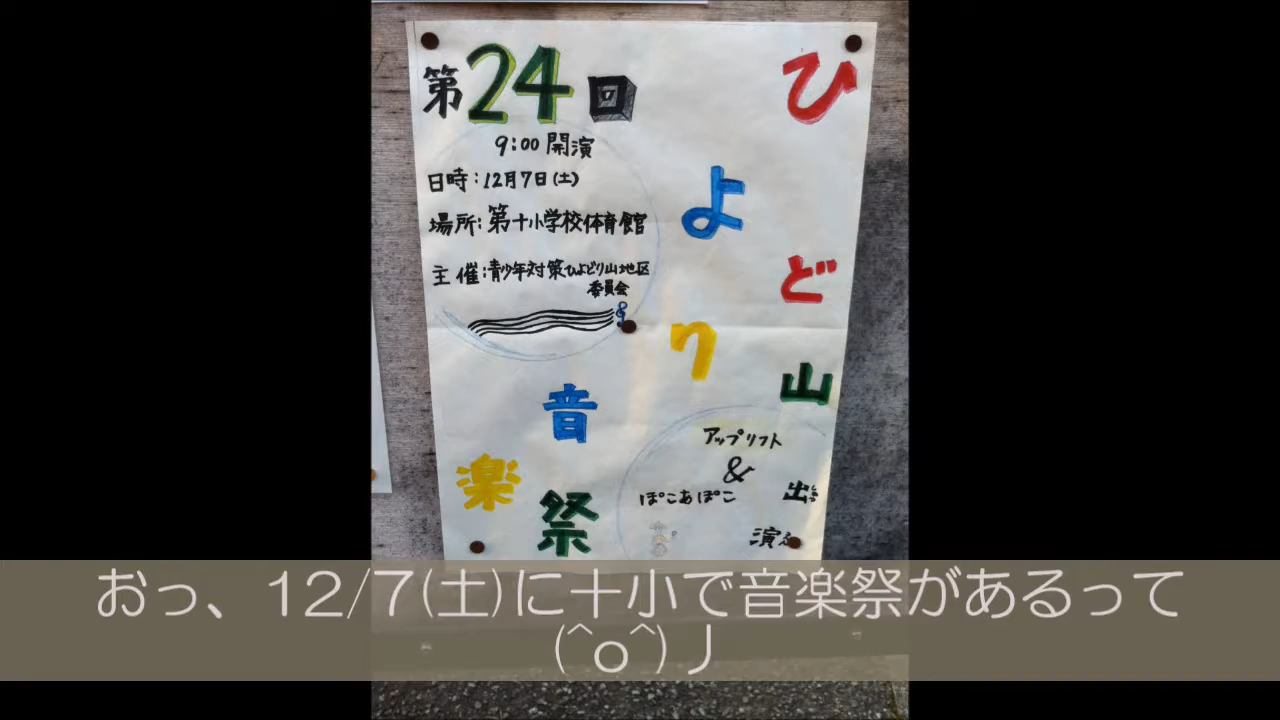 第24回
9:00 開演
日時:12月7日(土)
場所:第十小学校体育館
主催:青少年対策ひよどり山地区
委員会
ひよどり山
音楽祭
アップリフト
&
ぽこあぽこ
出
演
おっ、12/7(土)に十小で音楽祭があるって
(^o^)丿